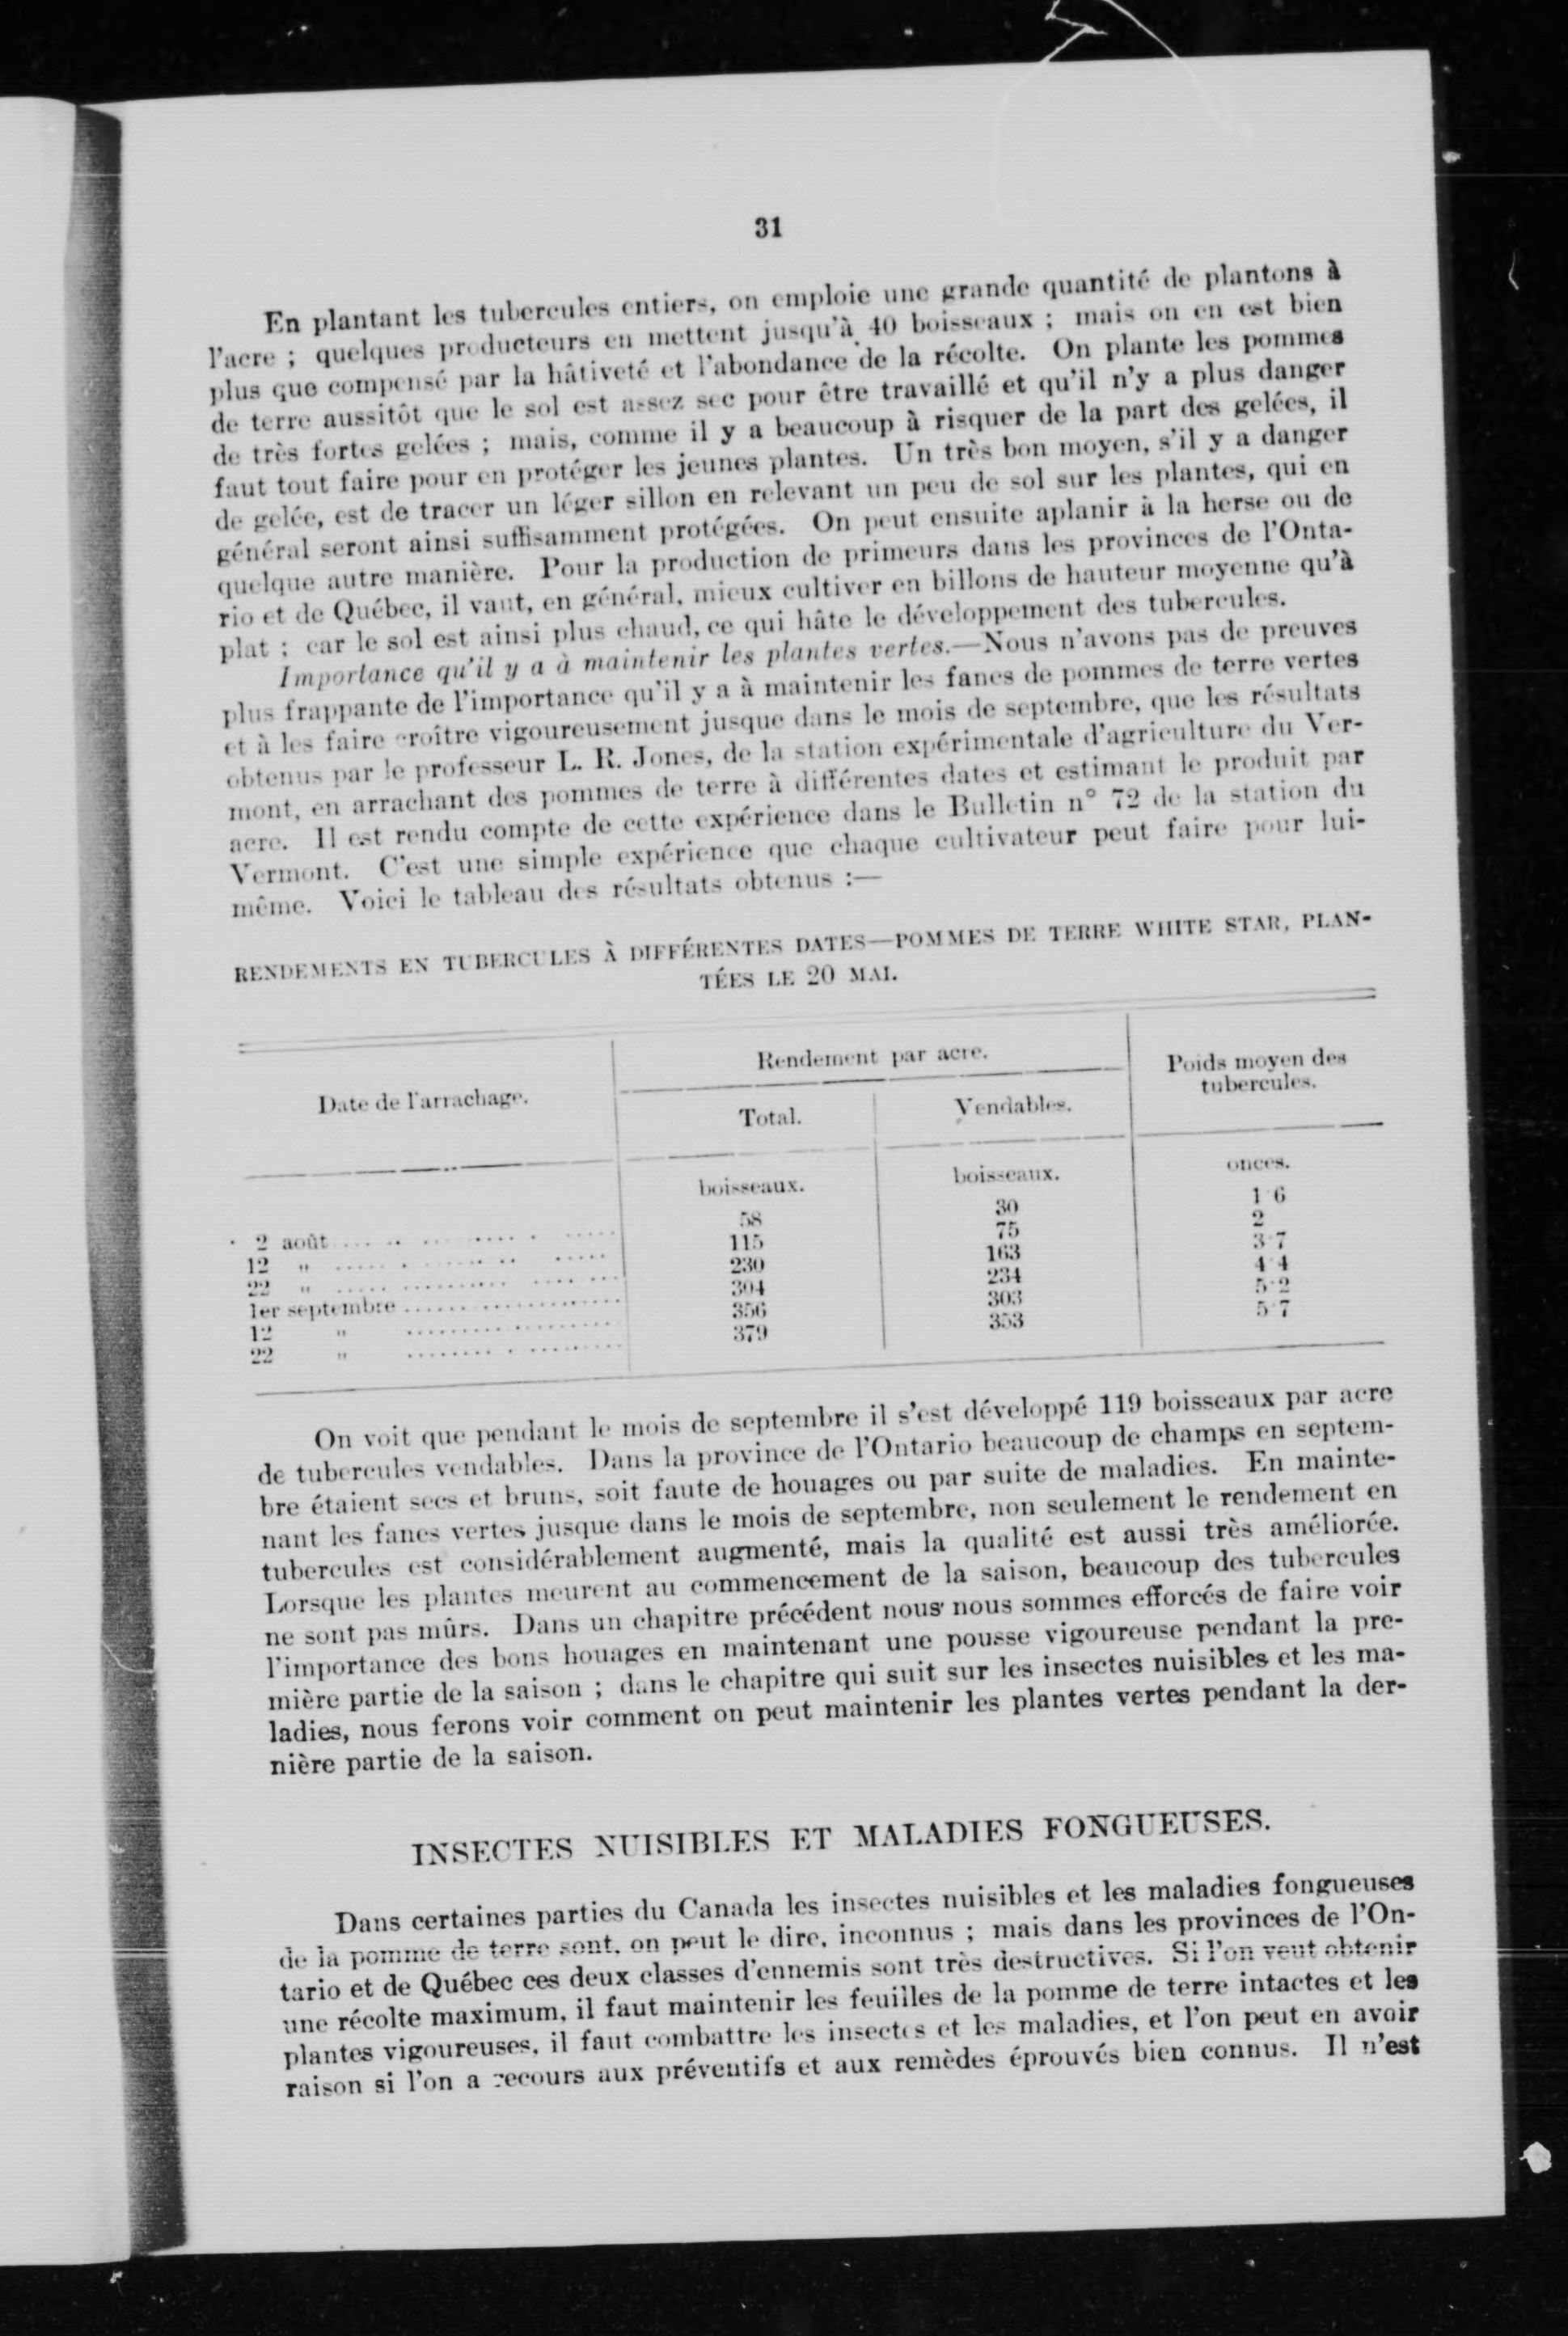 31
En plantant les tubercules entiers, on emploie une grande quantité de plantons à
l'acre ; quelques producteurs en mettent jusqu'à 40 boisseaux ; mais on en est bien
plus que compensé par la hâtiveté et l'abondance de la récolte. On plante les pommes
de terre aussitôt que le sol est assez sec pour être travaillé et qu'il n'y a plus danger
de très fortes gelées ; mais, comme il y a beaucoup à risquer de la part des gelées, il
faut tout faire pour en protéger les jeunes plantes. Un très bon moyen, s'il y a danger
de gelée, est de tracer un léger sillon en relevant un peu de sol sur les plantes, qui en
général seront ainsi suffisamment protégées. On peut ensuite aplanir à la herse ou de
quelque autre manière. Pour la production de primeurs dans les provinces de l'Onta-
rio et de Québec, il vaut, en général, mieux cultiver en billons de hauteur moyenne qu'à
plat ; car le sol est ainsi plus chaud, ce qui hâte le développement des tubercules.
Importance qu'il y a à maintenir les plantes vertes.—Nous n'avons pas de preuves
plus frappante de l'importance qu'il y a à maintenir les fanes de pommes de terre vertes
et à les faire croître vigoureusement jusque dans le mois de septembre, que les résultats
obtenus par le professeur L. R. Jones, de la station expérimentale d'agriculture du Ver-
mont, en arrachant des pommes de terre à différentes dates et estimant le produit par
acre. Il est rendu compte de cette expérience dans le Bulletin n° 72 de la station du
Vermont. C'est une simple expérience que chaque cultivateur peut faire pour lui-
même. Voici le tableau des résultats obtenus :—
RENDEMENTS EN TUBERCULES À DIFFÉRENTES DATES—POMMES DE TERRE WHITE STAR, PLAN-
TÉES LE 20 MAI.
Date de l'arrachage. Rendement par acre. Poids moyen des
tubercules.
Total. Vendables.
boisseaux. boisseaux. onces.
2 août 58 30 1·6
12 " 115 75 2
22 " 230 163 3·7
1er septembre 304 234 4·4
12 " 356 303 5·2
22 " 379 353 5·7
On voit que pendant le mois de septembre il s'est développé 119 boisseaux par acre
de tubercules vendables. Dans la province de l'Ontario beaucoup de champs en septem-
bre étaient secs et bruns, soit faute de houages ou par suite de maladies. En mainte-
nant les fanes vertes jusque dans le mois de septembre, non seulement le rendement en
tubercules est considérablement augmenté, mais la qualité est aussi très améliorée.
Lorsque les plantes meurent au commencement de la saison, beaucoup des tubercules
ne sont pas mûrs. Dans un chapitre précédent nous nous sommes efforcés de faire voir
l'importance des bons houages en maintenant une pousse vigoureuse pendant la pre-
mière partie de la saison ; dans le chapitre qui suit sur les insectes nuisibles et les ma-
ladies, nous ferons voir comment on peut maintenir les plantes vertes pendant la der-
nière partie de la saison.
INSECTES NUISIBLES ET MALADIES FONGUEUSES.
Dans certaines parties du Canada les insectes nuisibles et les maladies fongueuses
de la pomme de terre sont, on peut le dire, inconnus ; mais dans les provinces de l'On-
tario et de Québec ces deux classes d'ennemis sont très destructives. Si l'on veut obtenir
une récolte maximum, il faut maintenir les feuilles de la pomme de terre intactes et les
plantes vigoureuses, il faut combattre les insectes et les maladies, et l'on peut en avoir
raison si l'on a recours aux préventifs et aux remèdes éprouvés bien connus. Il n'est